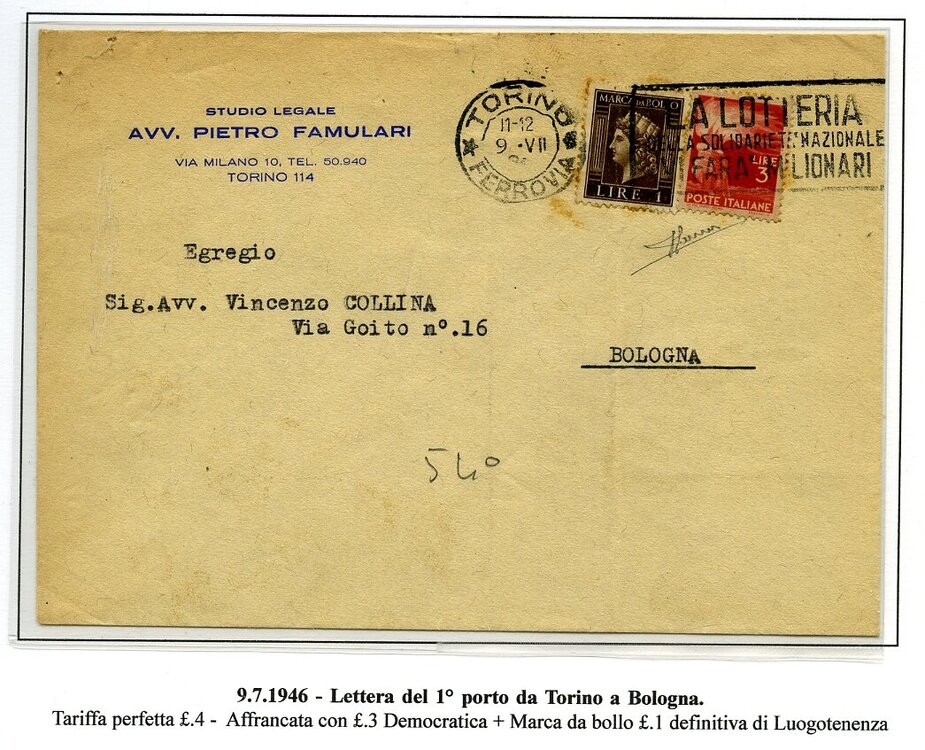 STUDIO LEGALE
AVV. PIETRO FAMULARI
VIA MILANO 10, TEL. 50.940
TORINO 114
TORINO
11-12
9 -VII
FERROVIA
MARCA DA BOLLO
LIRE 1
LIRE
3
POSTE ITALIANE
LA LOTTERIA
DELLA SOLIDARIETA' NAZIONALE
FARA' MILIONARI
Egregio
Sig.Avv. Vincenzo COLLINA
Via Goito n°.16
BOLOGNA
540
9.7.1946 - Lettera del 1° porto da Torino a Bologna.
Tariffa perfetta £.4 - Affrancata con £.3 Democratica + Marca da bollo £.1 definitiva di Luogotenenza